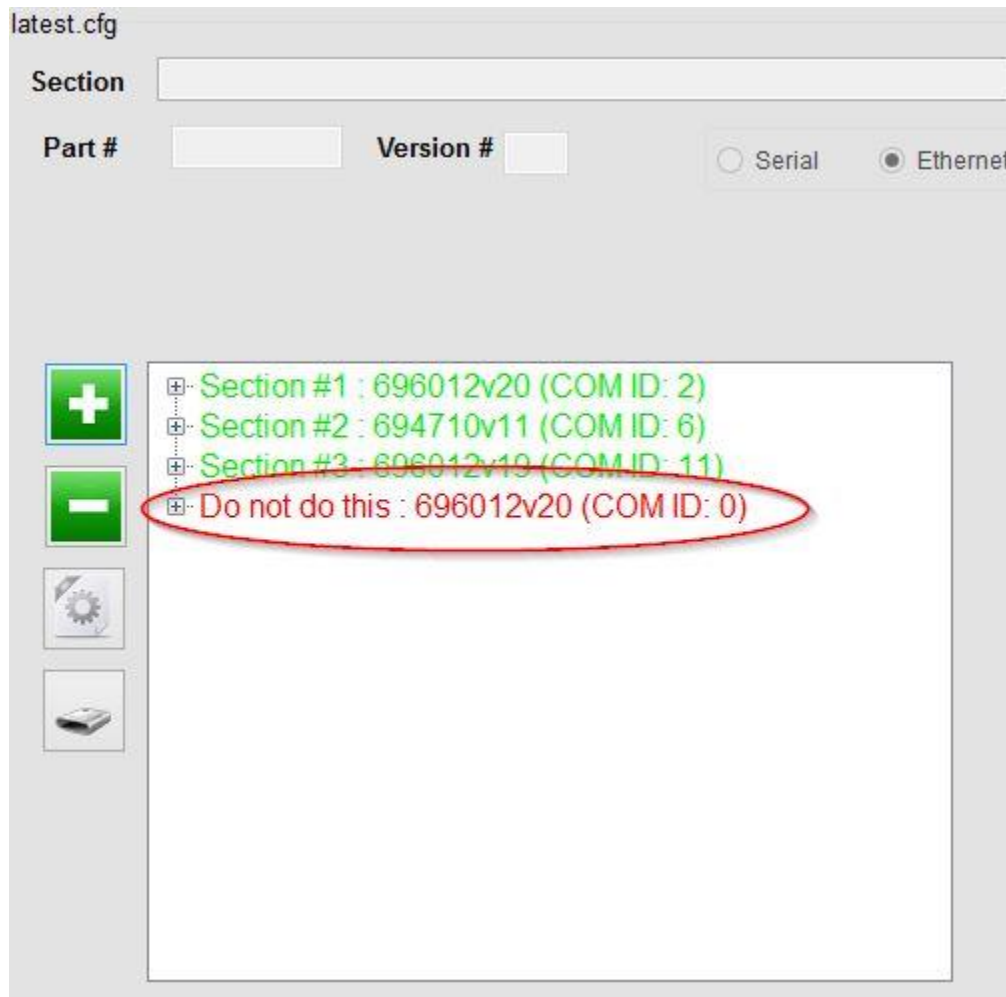 latest.cfg
Section
Part # Version # Serial Ethernet
Section #1 : 696012v20 (COM ID: 2)
Section #2 : 694710v11 (COM ID: 6)
Section #3 : 696012v19 (COM ID: 11)
Do not do this : 696012v20 (COM ID: 0)